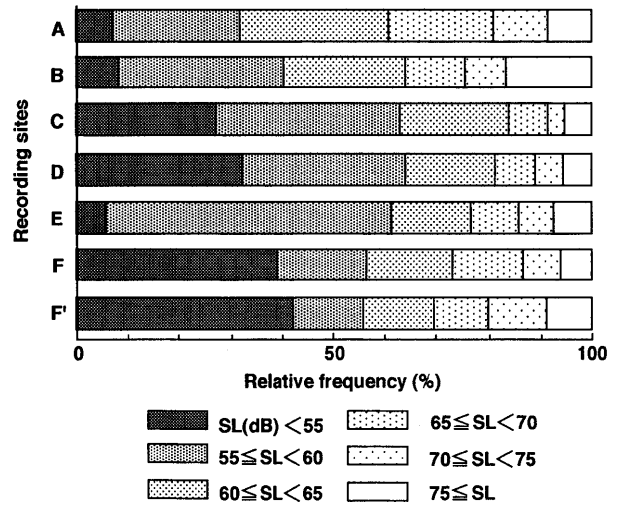 Recording sites
A
B
C
D
E
F
F'
0 50 100
Relative frequency (%)
SL(dB) <55
55≦SL<60
60≦SL<65
65≦SL<70
70≦SL<75
75≦SL